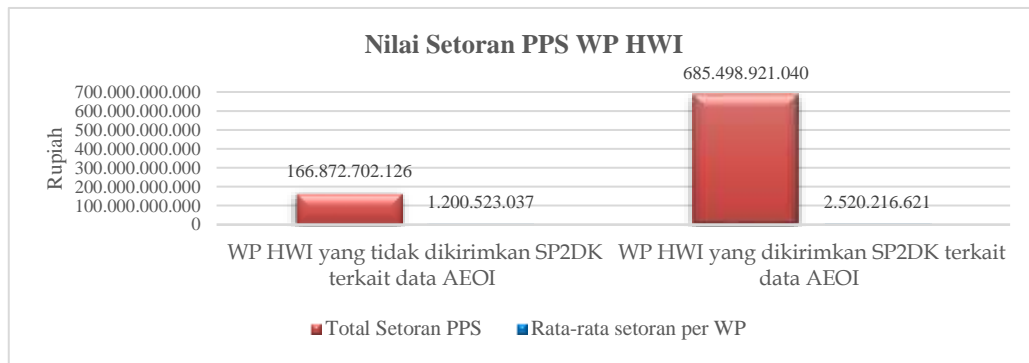 Nilai Setoran PPS WP HWI
685.498.921.040
700.000.000.000
600.000.000.000
500.000.000.000
400.000.000.000
300.000.000.000
200.000.000.000
100.000.000.000
0
Rupiah
166.872.702.126
1.200.523.037
2.520.216.621
WP HWI yang tidak dikirimkan SP2DK
terkait data AEOI
WP HWI yang dikirimkan SP2DK terkait
data AEOI
Total Setoran PPS
Rata-rata setoran per WP